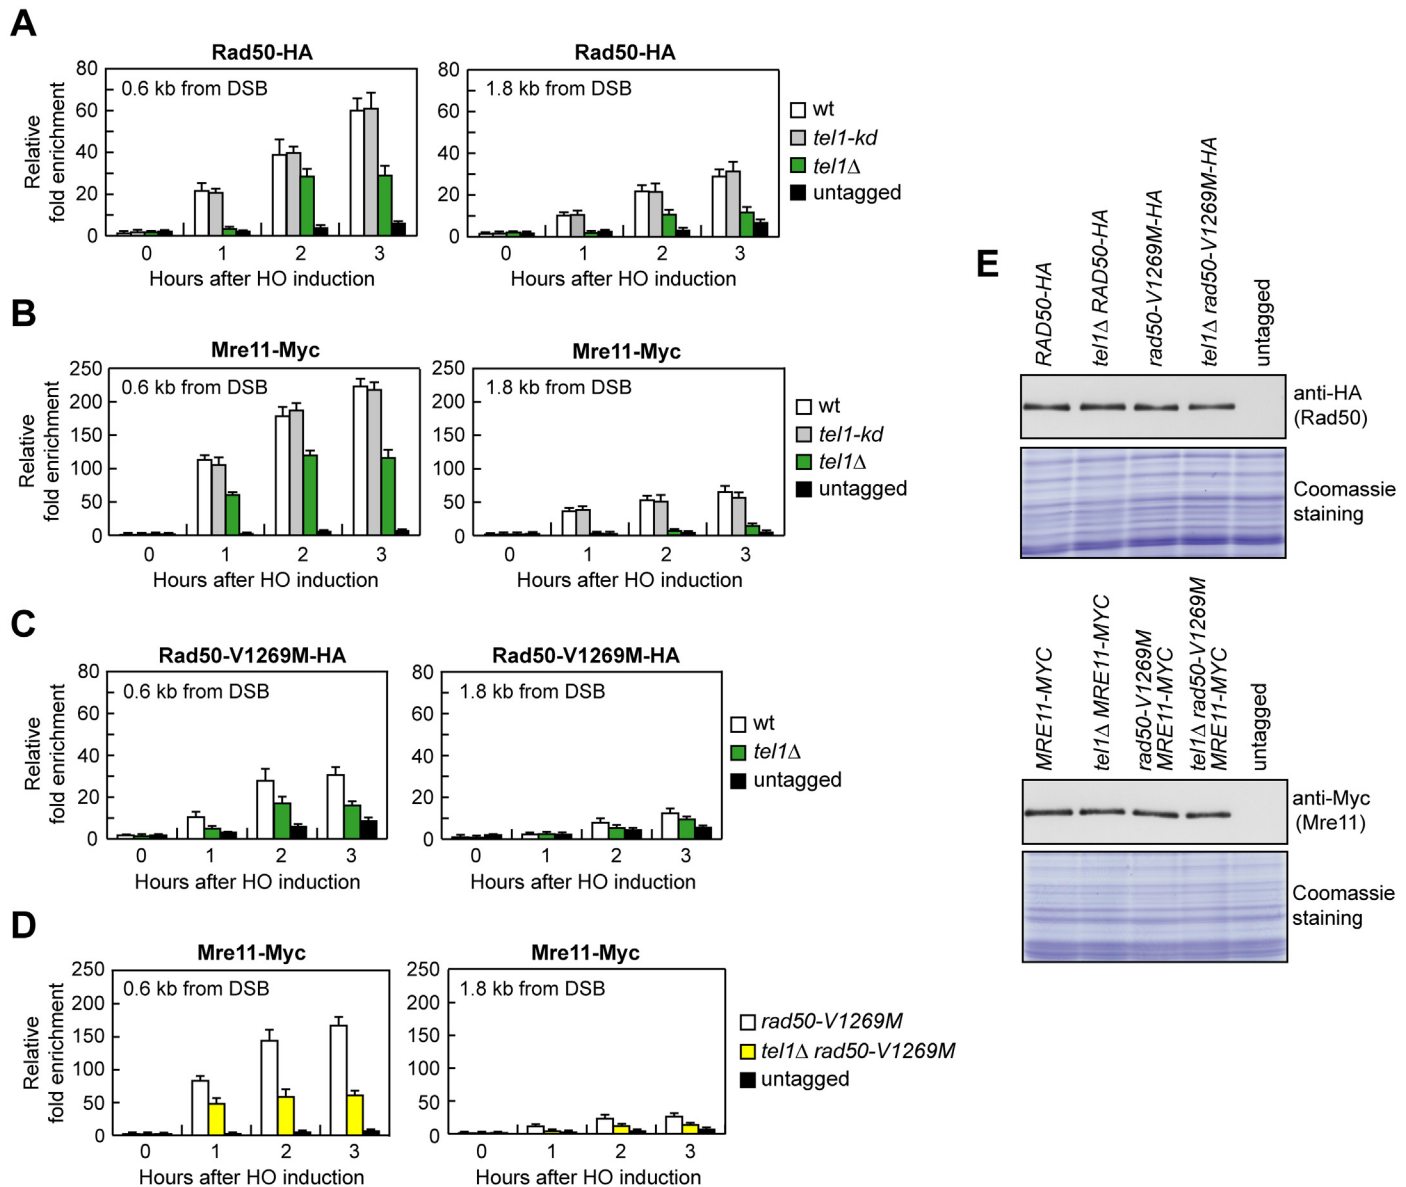 A
Rad50-HA
0.6 kb from DSB
80
60
40
20
0
Relative
fold enrichment
0 1 2 3
Hours after HO induction
Rad50-HA
1.8 kb from DSB
80
60
40
20
0
0 1 2 3
Hours after HO induction
wt
tel1-kd
tel1Δ
untagged
B
Mre11-Myc
0.6 kb from DSB
250
200
150
100
50
0
Relative
fold enrichment
0 1 2 3
Hours after HO induction
Mre11-Myc
1.8 kb from DSB
250
200
150
100
50
0
0 1 2 3
Hours after HO induction
wt
tel1-kd
tel1Δ
untagged
C
Rad50-V1269M-HA
0.6 kb from DSB
80
60
40
20
0
Relative
fold enrichment
0 1 2 3
Hours after HO induction
Rad50-V1269M-HA
1.8 kb from DSB
80
60
40
20
0
0 1 2 3
Hours after HO induction
wt
tel1Δ
untagged
D
Mre11-Myc
0.6 kb from DSB
250
200
150
100
50
0
Relative
fold enrichment
0 1 2 3
Hours after HO induction
Mre11-Myc
1.8 kb from DSB
250
200
150
100
50
0
0 1 2 3
Hours after HO induction
rad50-V1269M
tel1Δ rad50-V1269M
untagged
E
RAD50-HA
tel1Δ RAD50-HA
rad50-V1269M-HA
tel1Δ rad50-V1269M-HA
untagged
anti-HA
(Rad50)
Coomassie
staining
MRE11-MYC
tel1Δ MRE11-MYC
rad50-V1269M
MRE11-MYC
tel1Δ rad50-V1269M
MRE11-MYC
untagged
anti-Myc
(Mre11)
Coomassie
staining